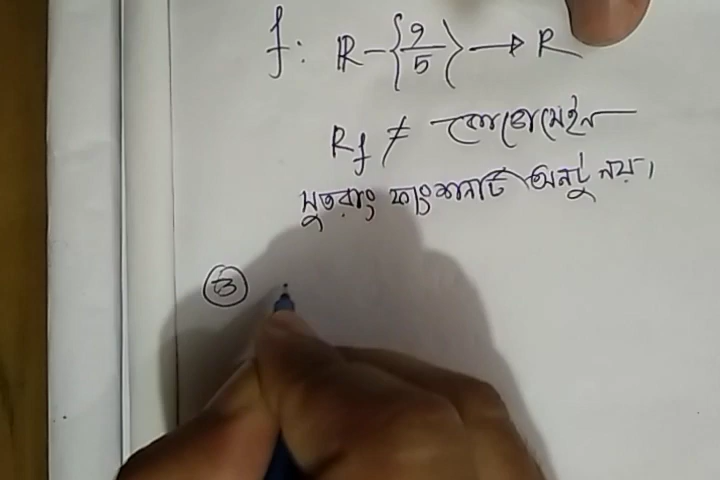 f: ℝ – {9/5} → ℝ
R_f ≠ কোডোমেইন
সুতরাং ফাংশনটি অনটু নয়।
ও